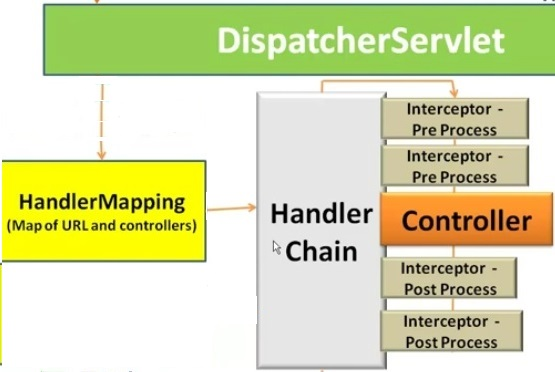 DispatcherServlet
Interceptor -
Pre Process
Interceptor -
Pre Process
HandlerMapping
(Map of URL and controllers)
Handler
Chain
Controller
Interceptor -
Post Process
Interceptor -
Post Process